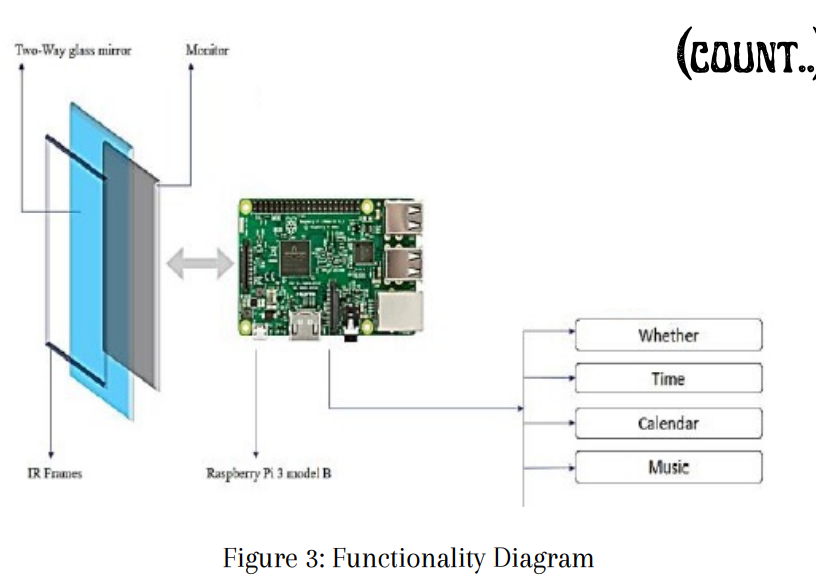 Two-Way glass mirror
Monitor
(COUNT..)
Whether
Time
Calendar
Music
IR Frames
Raspberry Pi 3 model B
Figure 3: Functionality Diagram